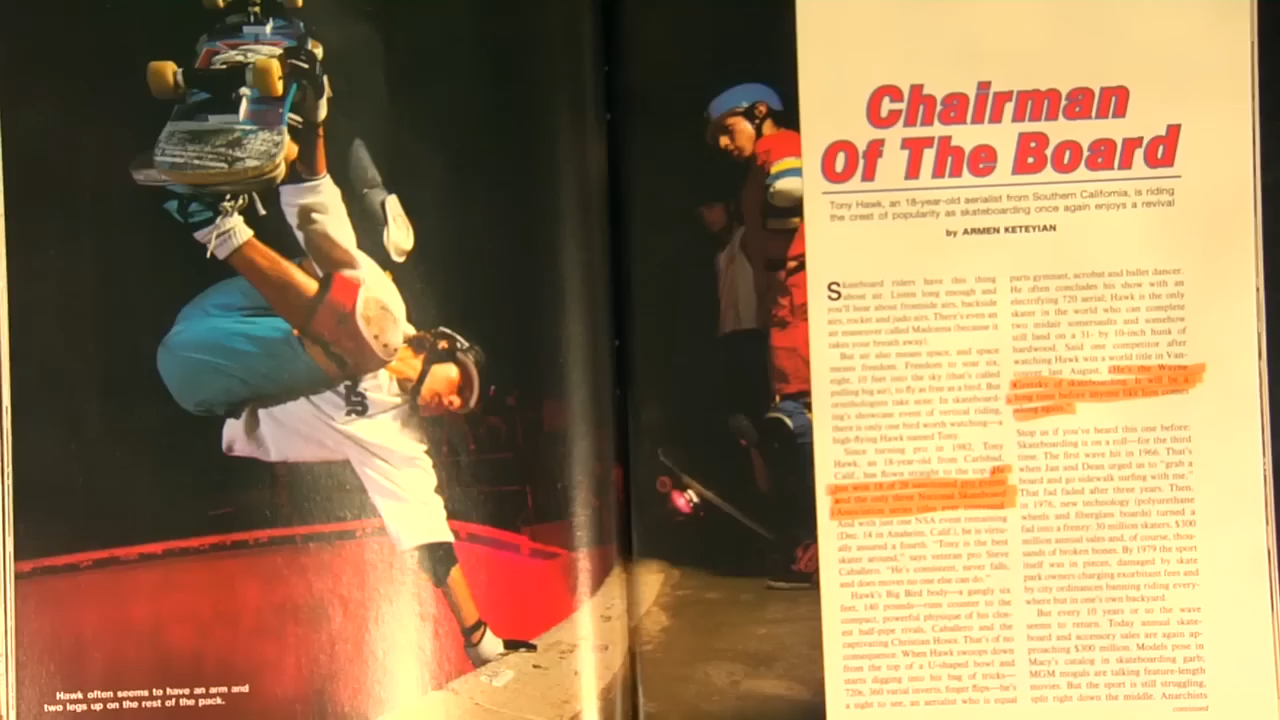 Hawk often seems to have an arm and
two legs up on the rest of the pack.
Chairman
Of The Board
Tony Hawk, an 18-year-old aerialist from Southern California, is riding
the crest of popularity as skateboarding once again enjoys a revival
by ARMEN KETEYIAN
Skateboard riders have this thing
about air. Listen long enough and
you'll hear about frontside airs, backside
airs, rocket and judo airs. There's even an
air maneuver called Madonna (because it
takes your breath away).
But air also means space, and space
means freedom. Freedom to soar six,
eight, 10 feet into the sky (that's called
pulling big air), to fly as free as a bird. But
ornithologists take note: In skateboard-
ing's showcase event of vertical riding,
there is only one bird worth watching—a
high-flying Hawk named Tony.
Since turning pro in 1982, Tony
Hawk, an 18-year-old from Carlsbad,
Calif., has flown straight to the top. He
has won 18 of 28 sanctioned pro events
and the only three National Skateboard
Association series titles ever contested.
And with just one NSA event remaining
(Dec. 14 in Anaheim, Calif.), he is virtu-
ally assured a fourth. "Tony is the best
skater around," says veteran pro Steve
Caballero. "He's consistent, never falls,
and does moves no one else can do."
Hawk's Big Bird body—a gangly six
feet, 140 pounds—runs counter to the
compact, powerful physique of his clos-
est half-pipe rivals, Caballero and the
captivating Christian Hosoi. That's of no
consequence. When Hawk swoops down
from the top of a U-shaped bowl and
starts digging into his bag of tricks—
720s, 360 varial inverts, finger flips—he's
a sight to see, an aerialist who is equal
parts gymnast, acrobat and ballet dancer.
He often concludes his show with an
electrifying 720 aerial; Hawk is the only
skater in the world who can complete
two midair somersaults and somehow
still land on a 31- by 10-inch hunk of
hardwood. Said one competitor after
watching Hawk win a world title in Van-
couver last August, "He's the Wayne
Gretzky of skateboarding. It will be a
long time before anyone like him comes
along again."
Stop us if you've heard this one before:
Skateboarding is on a roll—for the third
time. The first wave hit in 1966. That's
when Jan and Dean urged us to "grab a
board and go sidewalk surfing with me."
That fad faded after three years. Then,
in 1976, new technology (polyurethane
wheels and fiberglass boards) turned a
fad into a frenzy: 30 million skaters, $300
million annual sales and, of course, thou-
sands of broken bones. By 1979 the sport
itself was in pieces, damaged by skate
park owners charging exorbitant fees and
by city ordinances banning riding every-
where but in one's own backyard.
But every 10 years or so the wave
seems to return. Today annual skate-
board and accessory sales are again ap-
proaching $300 million. Models pose in
Macy's catalog in skateboarding garb;
MGM moguls are talking feature-length
movies. But the sport is still struggling,
split right down the middle. Anarchists
continued